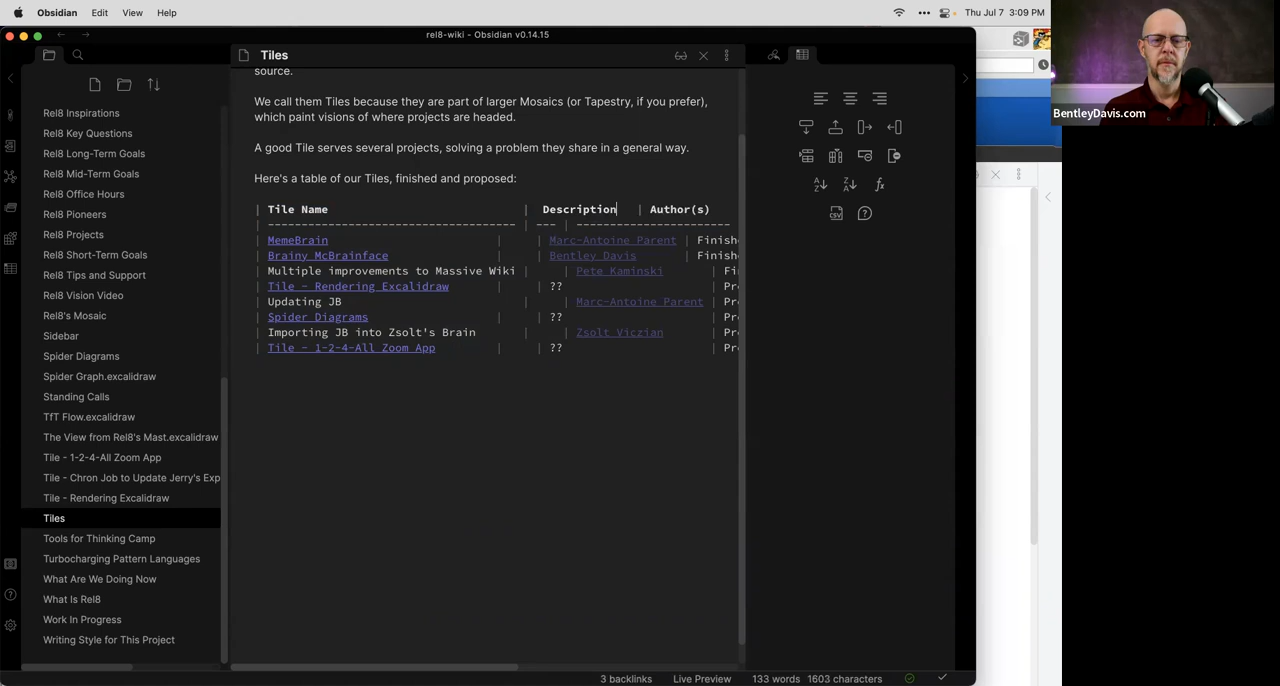 Obsidian Edit View Help
Thu Jul 7 3:09 PM
rel8-wiki - Obsidian v0.14.15
Tiles
BentleyDavis.com
Rel8 Inspirations
Rel8 Key Questions
Rel8 Long-Term Goals
Rel8 Mid-Term Goals
Rel8 Office Hours
Rel8 Pioneers
Rel8 Projects
Rel8 Short-Term Goals
Rel8 Tips and Support
Rel8 Vision Video
Rel8's Mosaic
Sidebar
Spider Diagrams
Spider Graph.excalidraw
Standing Calls
TfT Flow.excalidraw
The View from Rel8's Mast.excalidraw
Tile - 1-2-4-All Zoom App
Tile - Chron Job to Update Jerry's Exp
Tile - Rendering Excalidraw
Tiles
Tools for Thinking Camp
Turbocharging Pattern Languages
What Are We Doing Now
What Is Rel8
Work In Progress
Writing Style for This Project
source.
We call them Tiles because they are part of larger Mosaics (or Tapestry, if you prefer),
which paint visions of where projects are headed.
A good Tile serves several projects, solving a problem they share in a general way.
Here's a table of our Tiles, finished and proposed:
| Tile Name | Description | Author(s)
| --------------------------------- | --- | -----------------------
| MemeBrain | | Marc-Antoine Parent | Finishe
| Brainy McBrainface | | Bentley Davis | Finishe
| Multiple improvements to Massive Wiki | | Pete Kaminski | Fi
| Tile - Rendering Excalidraw | | ?? | Pr
| Updating JB | | Marc-Antoine Parent | Pr
| Spider Diagrams | | ?? | Pr
| Importing JB into Zsolt's Brain | | Zsolt Viczian | Pr
| Tile - 1-2-4-All Zoom App | | ?? | Pr
A Z
Z A
fx
CSV
3 backlinks Live Preview 133 words 1603 characters